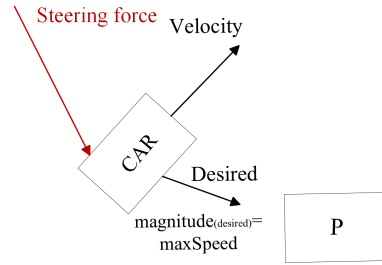 Steering force
Velocity
CAR
Desired
magnitude(desired)=
maxSpeed
P